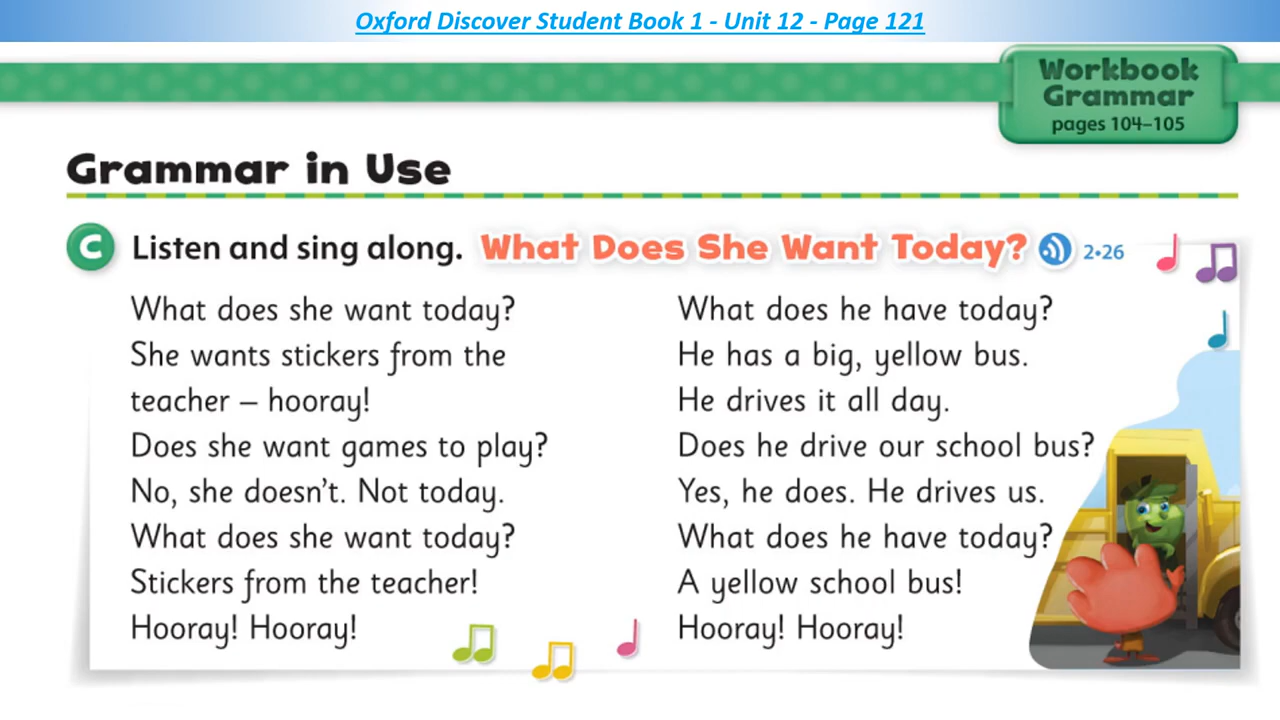 Oxford Discover Student Book 1 - Unit 12 - Page 121
Workbook
Grammar
pages 104–105
Grammar in Use
C Listen and sing along. What Does She Want Today? 2•26
What does she want today?
She wants stickers from the
teacher – hooray!
Does she want games to play?
No, she doesn't. Not today.
What does she want today?
Stickers from the teacher!
Hooray! Hooray!
What does he have today?
He has a big, yellow bus.
He drives it all day.
Does he drive our school bus?
Yes, he does. He drives us.
What does he have today?
A yellow school bus!
Hooray! Hooray!